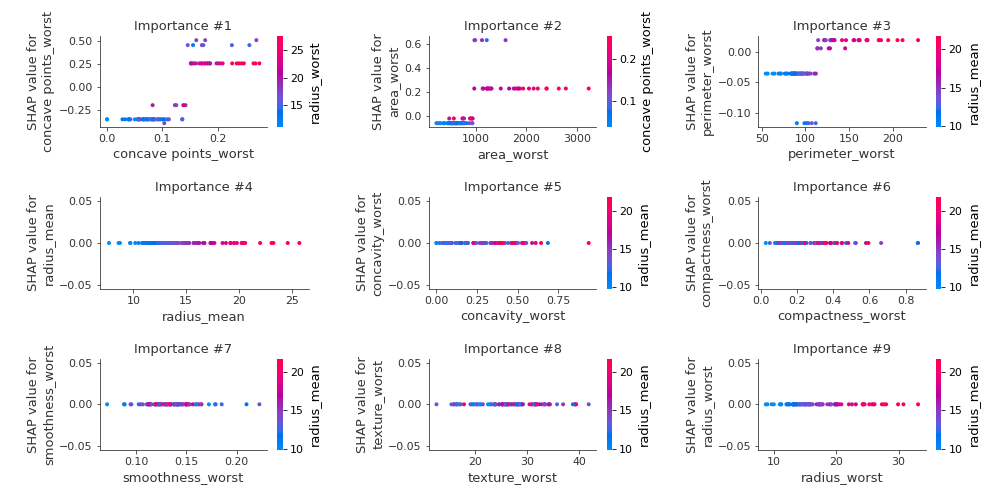 Importance #1
SHAP value for
concave points_worst
0.50
0.25
0.00
−0.25
0.0
0.1
0.2
concave points_worst
25
20
15
radius_worst
Importance #2
SHAP value for
area_worst
0.6
0.4
0.2
0.0
1000
2000
3000
area_worst
0.2
0.1
concave points_worst
Importance #3
SHAP value for
perimeter_worst
0.00
−0.05
−0.10
50
100
150
200
perimeter_worst
20
15
10
radius_mean
Importance #4
SHAP value for
radius_mean
0.05
0.00
−0.05
10
15
20
25
radius_mean
Importance #5
SHAP value for
concavity_worst
0.05
0.00
−0.05
0.00
0.25
0.50
0.75
concavity_worst
20
15
10
radius_mean
Importance #6
SHAP value for
compactness_worst
0.05
0.00
−0.05
0.0
0.2
0.4
0.6
0.8
compactness_worst
20
15
10
radius_mean
Importance #7
SHAP value for
smoothness_worst
0.05
0.00
−0.05
0.10
0.15
0.20
smoothness_worst
20
15
10
radius_mean
Importance #8
SHAP value for
texture_worst
0.05
0.00
−0.05
20
30
40
texture_worst
20
15
10
radius_mean
Importance #9
SHAP value for
radius_worst
0.05
0.00
−0.05
10
20
30
radius_worst
20
15
10
radius_mean